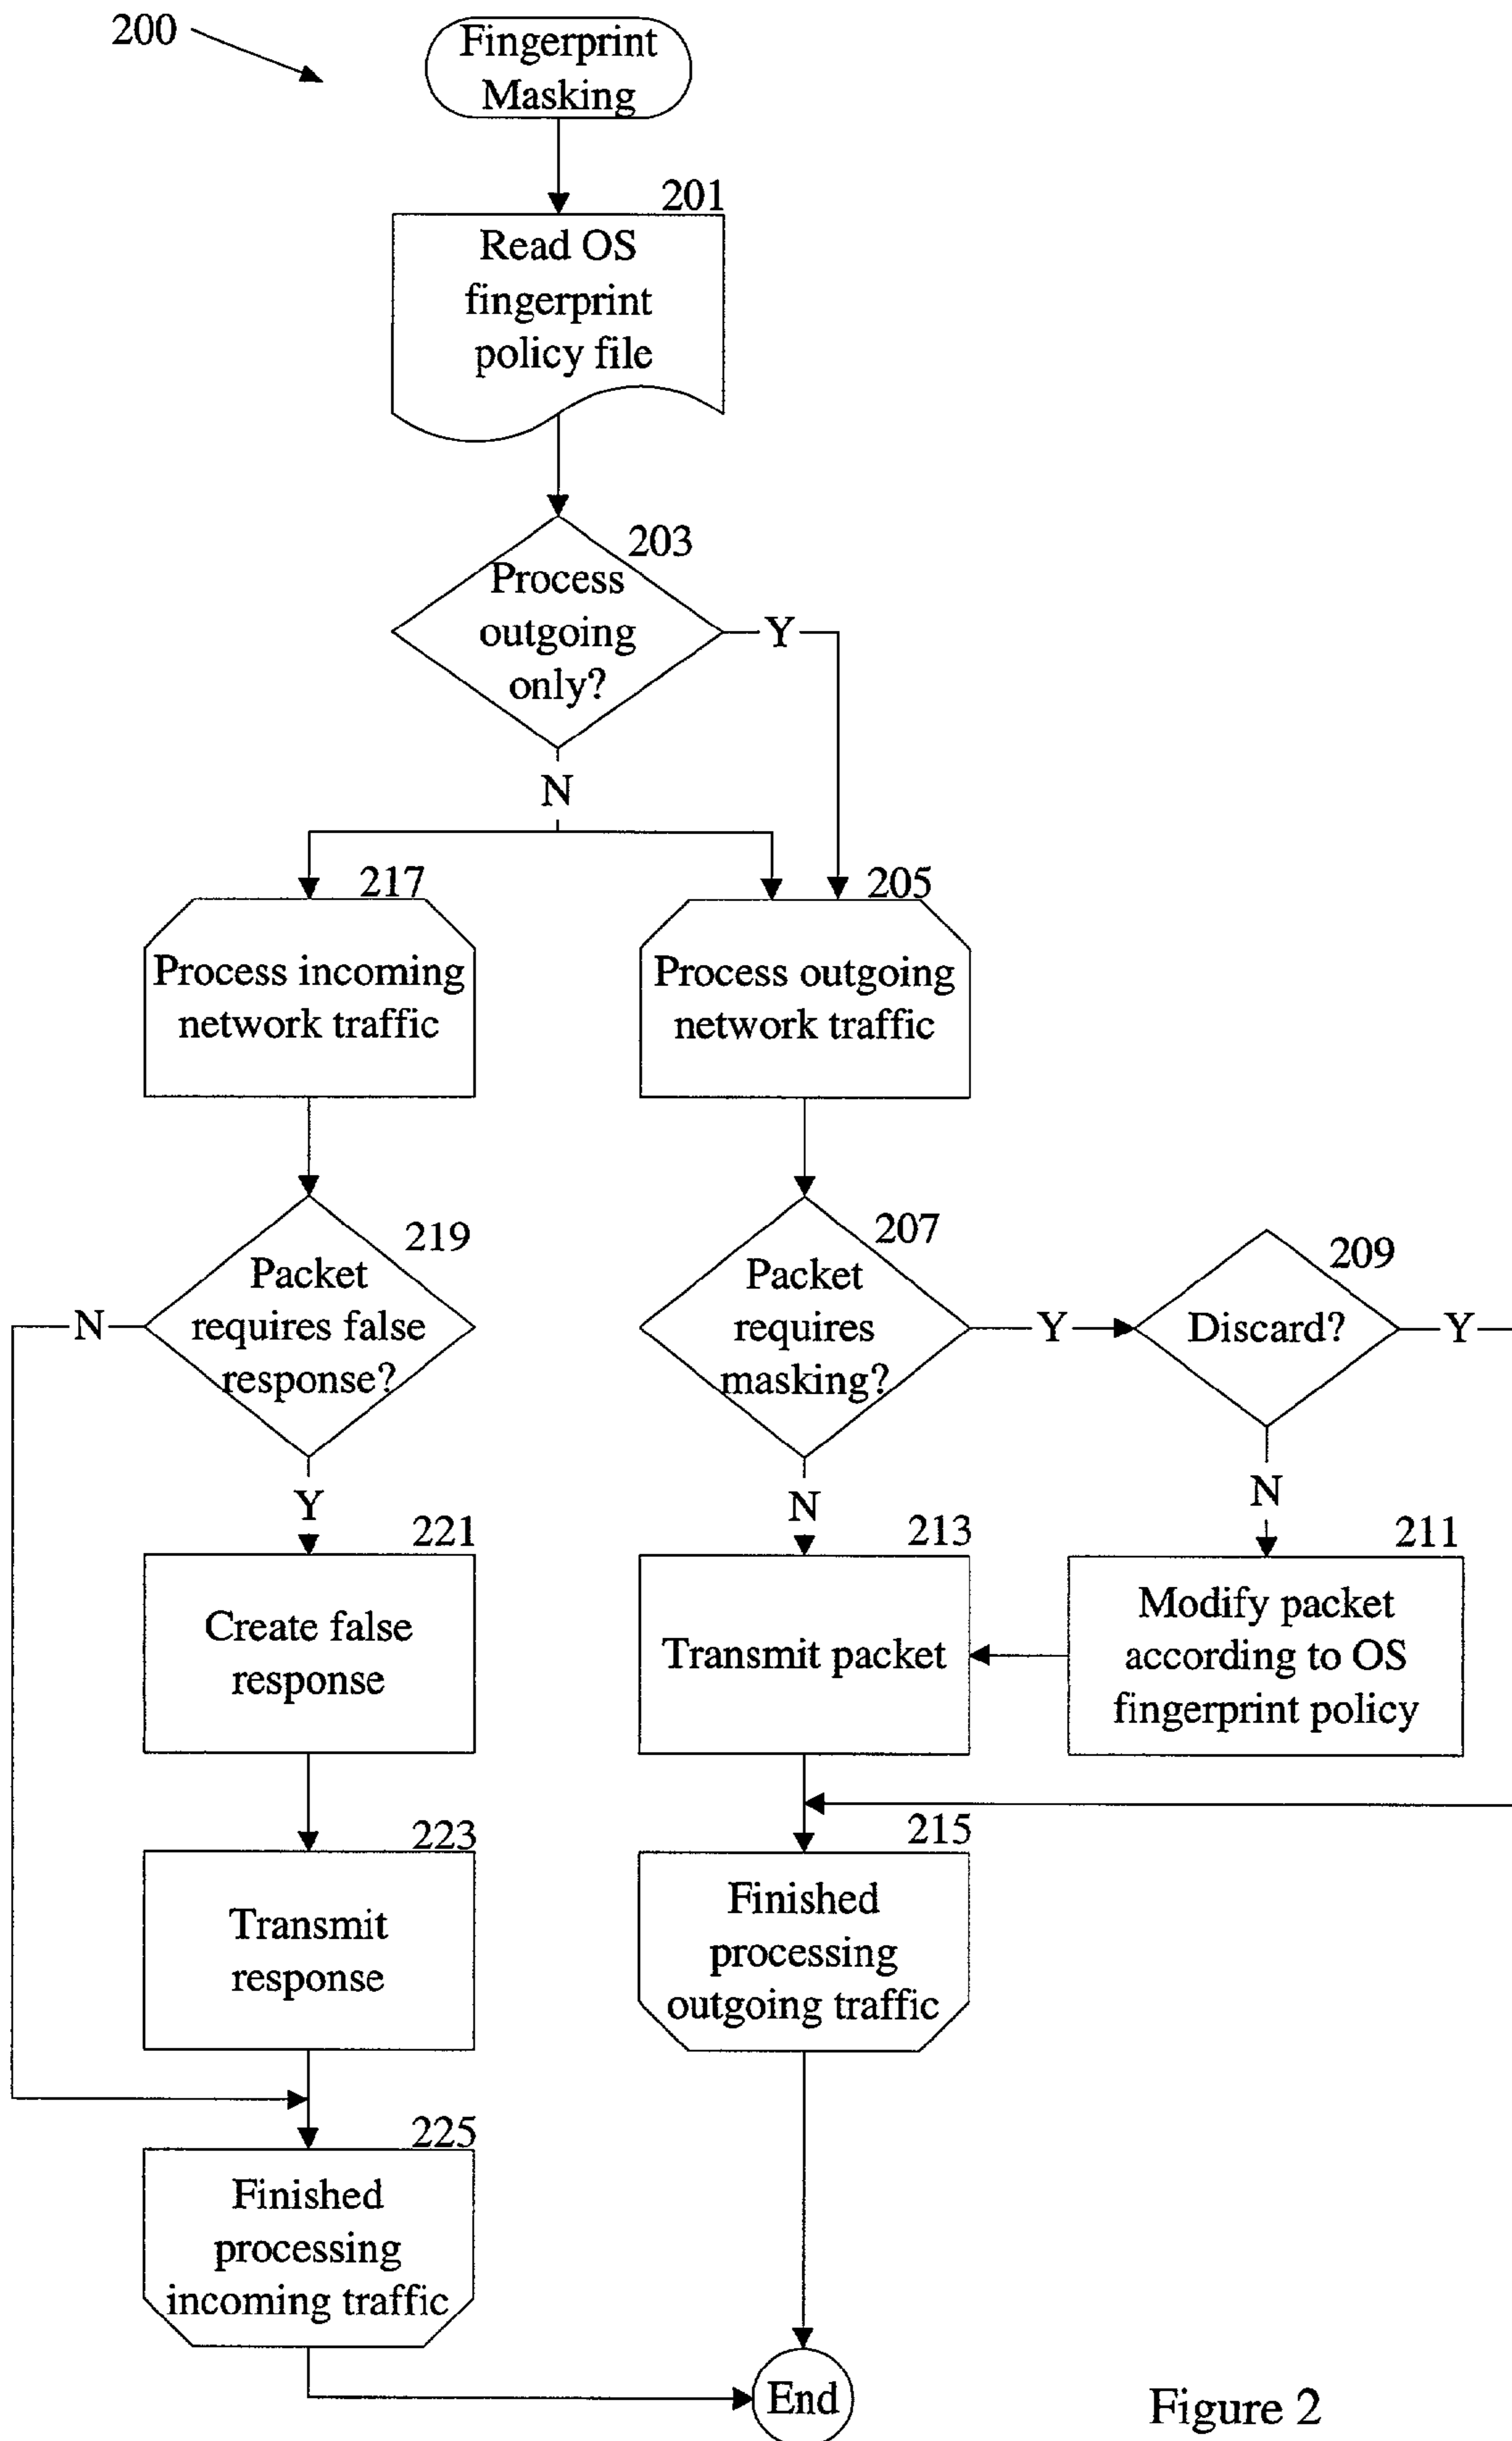 200
Fingerprint
Masking
201
Read OS
fingerprint
policy file
203
Process
outgoing
only?
Y
N
217
Process incoming
network traffic
205
Process outgoing
network traffic
219
Packet
requires false
response?
N
Y
207
Packet
requires
masking?
Y
N
209
Discard?
Y
N
221
Create false
response
213
Transmit packet
211
Modify packet
according to OS
fingerprint policy
223
Transmit
response
215
Finished
processing
outgoing traffic
225
Finished
processing
incoming traffic
End
Figure 2